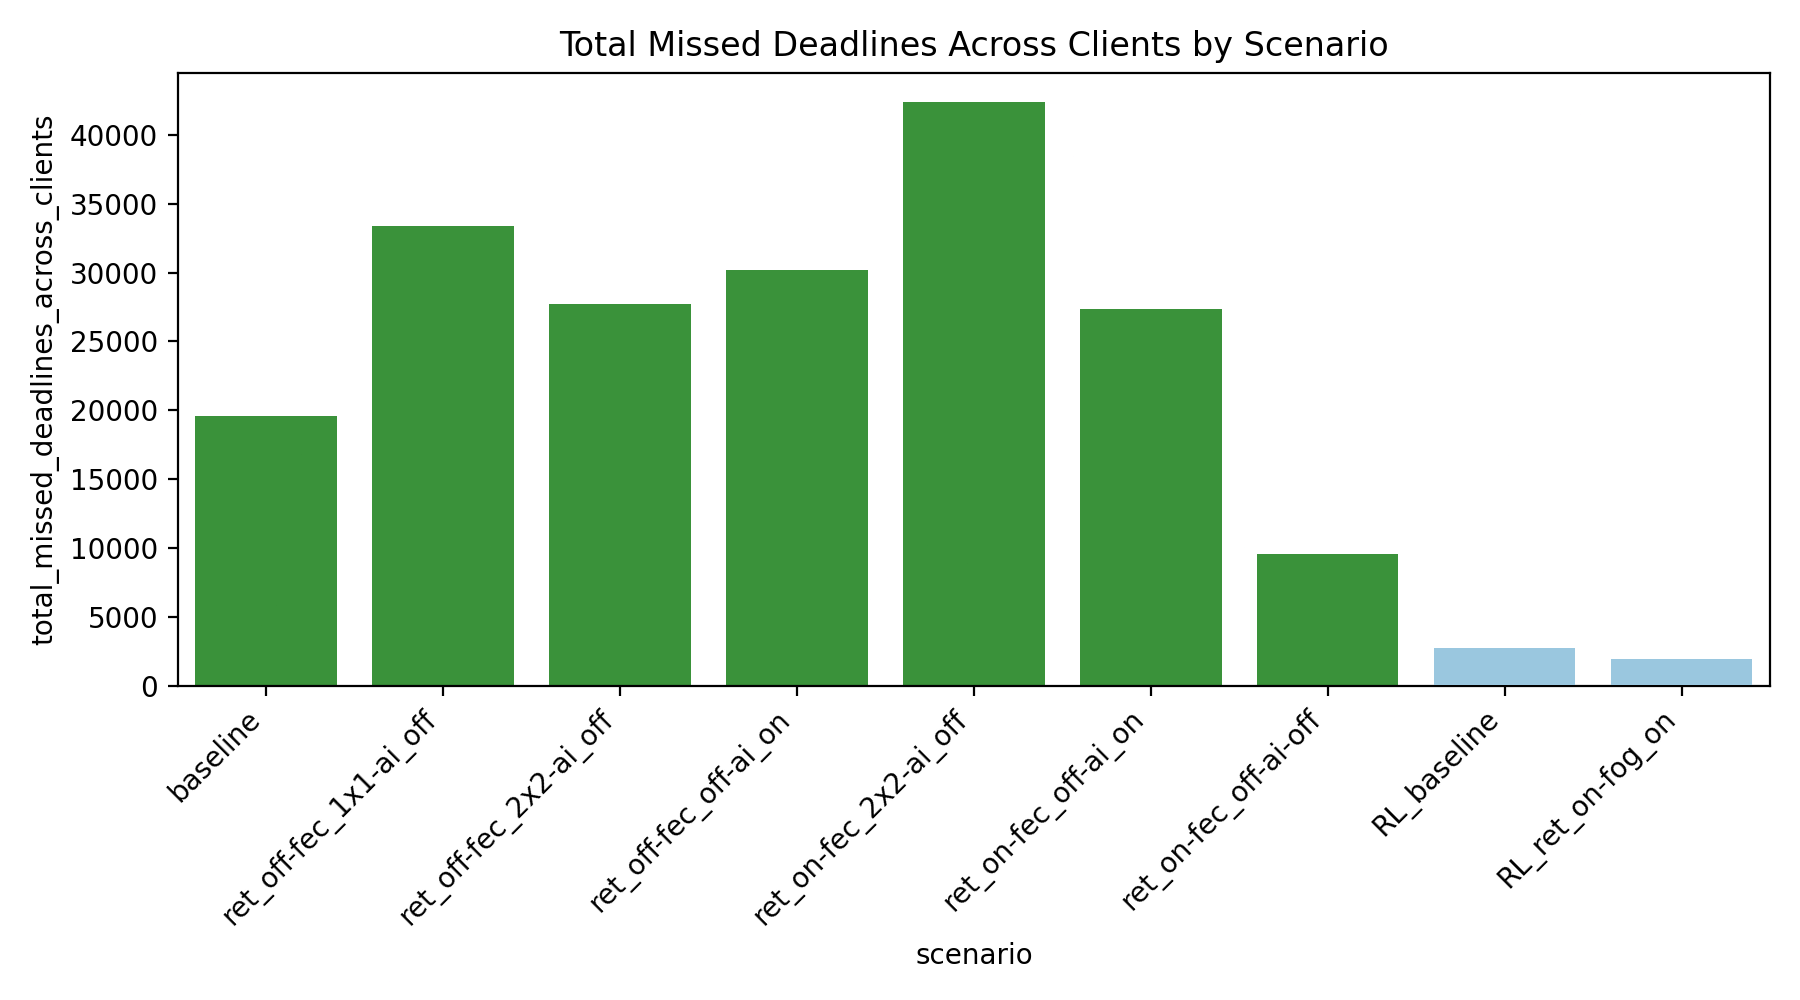 Total Missed Deadlines Across Clients by Scenario
total_missed_deadlines_across_clients
40000
35000
30000
25000
20000
15000
10000
5000
0
baseline
ret_off-fec_1x1-ai_off
ret_off-fec_2x2-ai_off
ret_off-fec_off-ai_on
ret_on-fec_2x2-ai_off
ret_on-fec_off-ai_on
ret_on-fec_off-ai-off
RL_baseline
RL_ret_on-fog_on
scenario